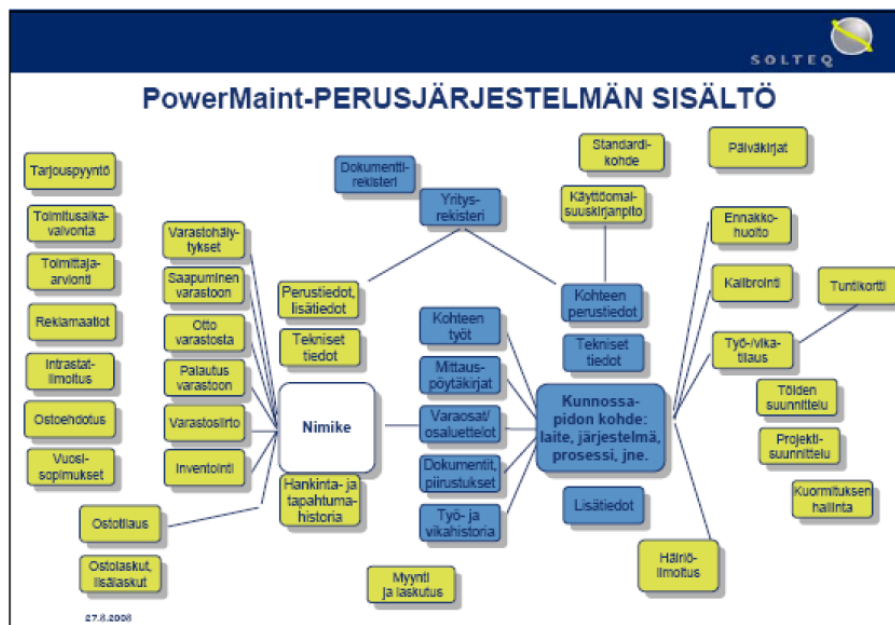 SOLTEQ
PowerMaint-PERUSJÄRJESTELMÄN SISÄLTÖ
Tarjouspyyntö
Toimitusaika-
valvonta
Toimittaja-
arviointi
Reklamaatiot
Intrastat-
ilmoitus
Ostoehdotus
Vuosi-
sopimukset
Ostotilaus
Ostolaskut,
lisälaskut
Varastohäly-
tykset
Saapuminen
varastoon
Otto
varastosta
Palautus
varastoon
Varastosiirto
Inventointi
Perustiedot,
lisätiedot
Tekniset
tiedot
Nimike
Hankinta- ja
tapahtuma-
historia
Dokumentti-
rekisteri
Yritys-
rekisteri
Kohteen
työt
Mittaus-
pöytäkirjat
Varaosat/
osaluettelot
Dokumentit,
piirustukset
Työ- ja
vikahistoria
Myynti
ja laskutus
Standardi-
kohde
Käyttöomai-
suuskirjanpito
Kohteen
perustiedot
Tekniset
tiedot
Kunnossa-
pidon kohde:
laite, järjestelmä,
prosessi, jne.
Lisätiedot
Häiriö-
ilmoitus
Päiväkirjat
Ennakko-
huolto
Kalibrointi
Työ-/vika-
tilaus
Tuntikortti
Töiden
suunnittelu
Projekti-
suunnittelu
Kuormituksen
hallinta
27.8.2008